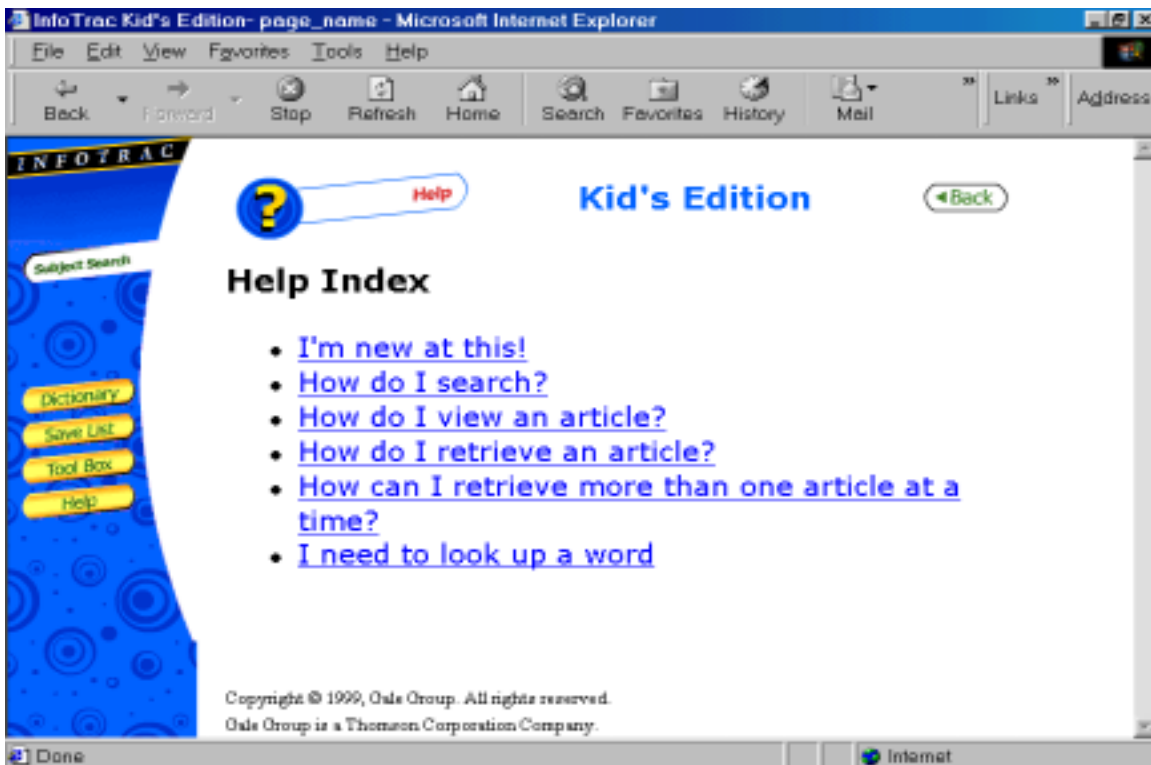 InfoTrac Kid's Edition- page_name - Microsoft Internet Explorer
File Edit View Favorites Tools Help
Back Forward Stop Refresh Home Search Favorites History Mail Links Address
INFOTRAC
Help
Kid's Edition
Back
Subject Search
Help Index
I'm new at this!
How do I search?
How do I view an article?
Dictionary
How do I retrieve an article?
Save List
How can I retrieve more than one article at a
time?
Tool Box
I need to look up a word
Help
Copyright © 1999, Gale Group. All rights reserved.
Gale Group is a Thomson Corporation Company.
Done Internet